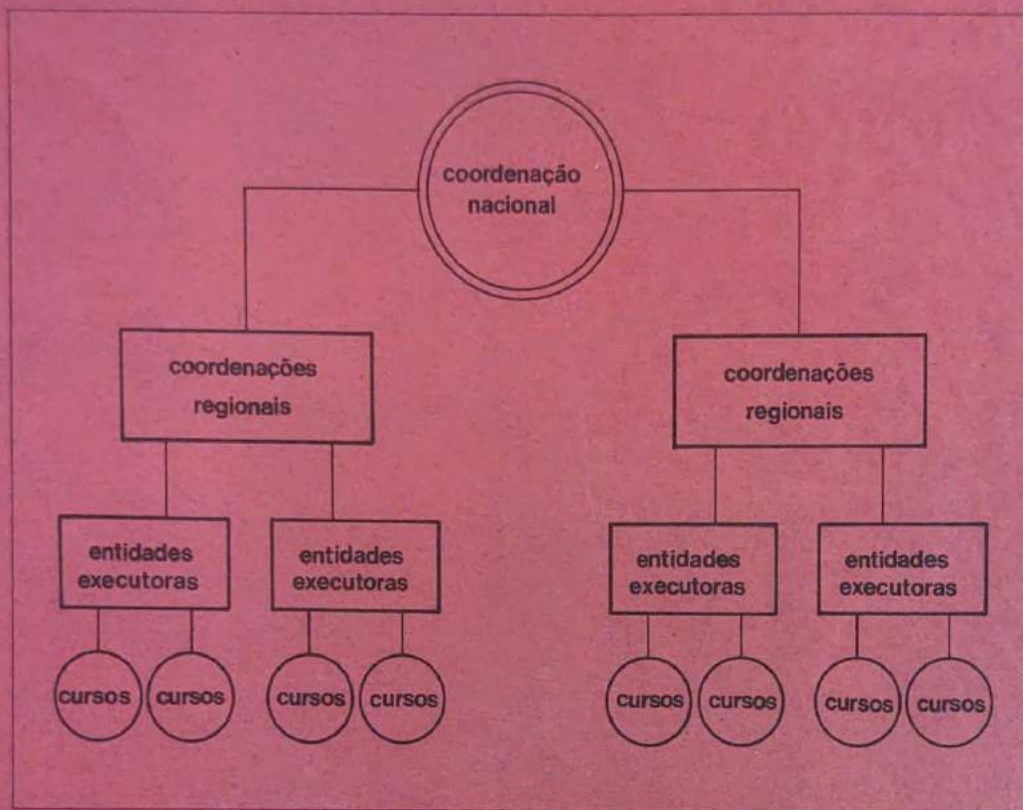 coordenação
nacional
coordenações
regionais
coordenações
regionais
entidades
executoras
entidades
executoras
entidades
executoras
entidades
executoras
cursos
cursos
cursos
cursos
cursos
cursos
cursos
cursos